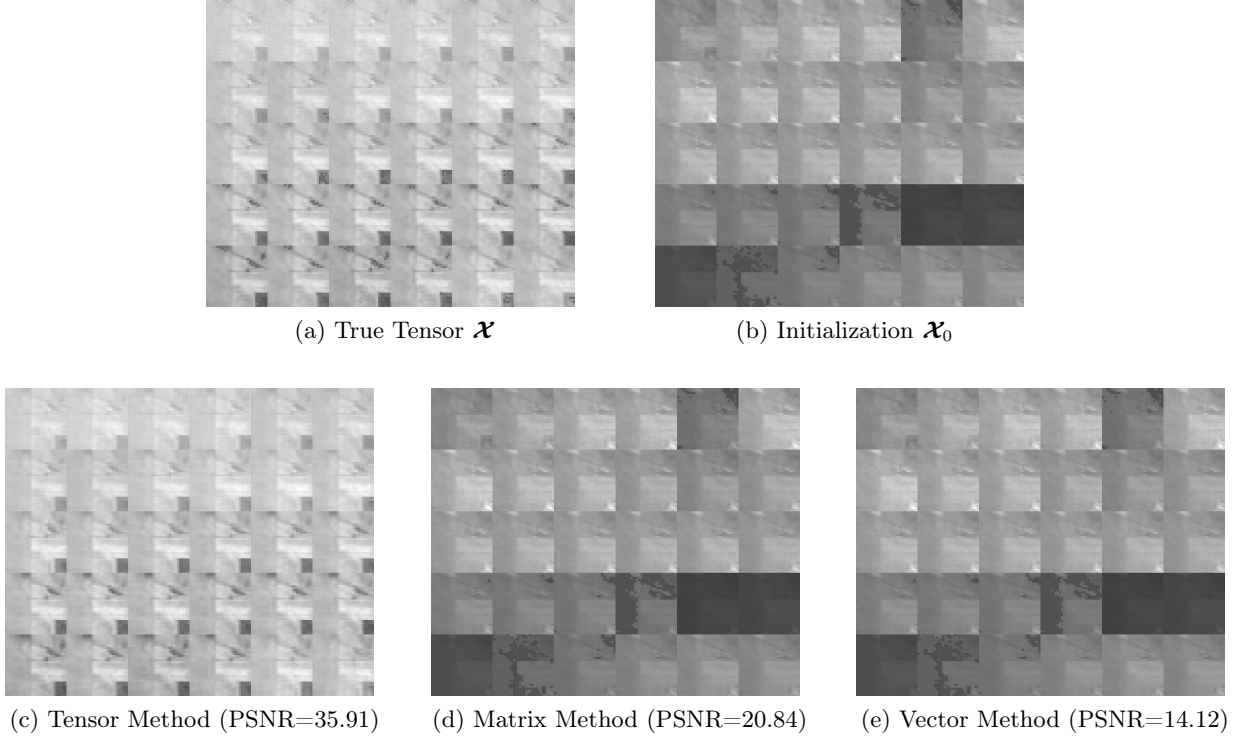 (a) True Tensor 𝓧
(b) Initialization 𝓧₀
(c) Tensor Method (PSNR=35.91)
(d) Matrix Method (PSNR=20.84)
(e) Vector Method (PSNR=14.12)